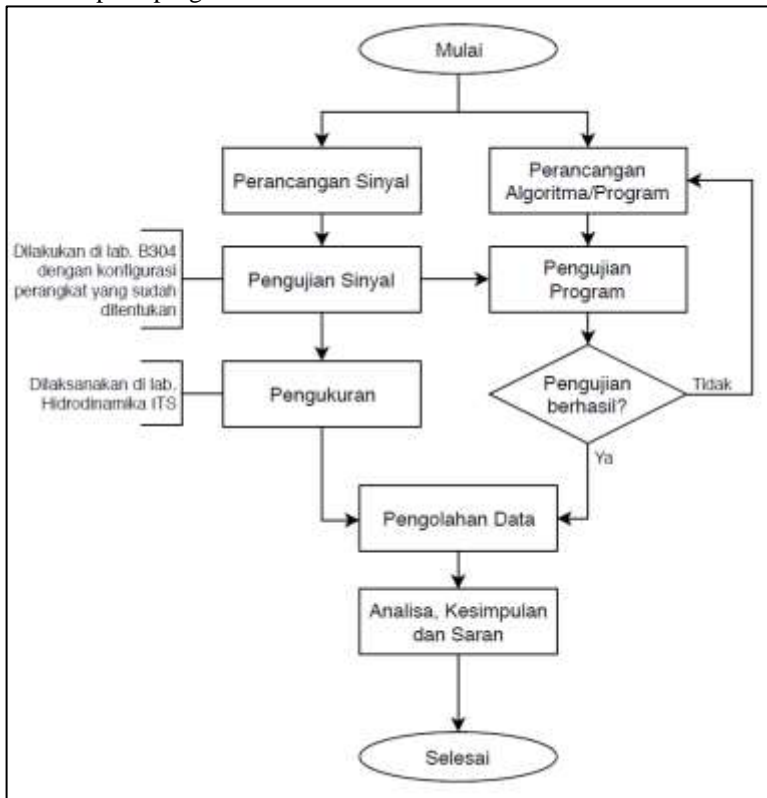 Mulai
Perancangan Sinyal
Perancangan
Algoritma/Program
Dilakukan di lab. B304
dengan konfigurasi
perangkat yang sudah
ditentukan
Pengujian Sinyal
Pengujian
Program
Dilaksanakan di lab.
Hidrodinamika ITS
Pengukuran
Pengujian
berhasil?
Tidak
Ya
Pengolahan Data
Analisa, Kesimpulan
dan Saran
Selesai